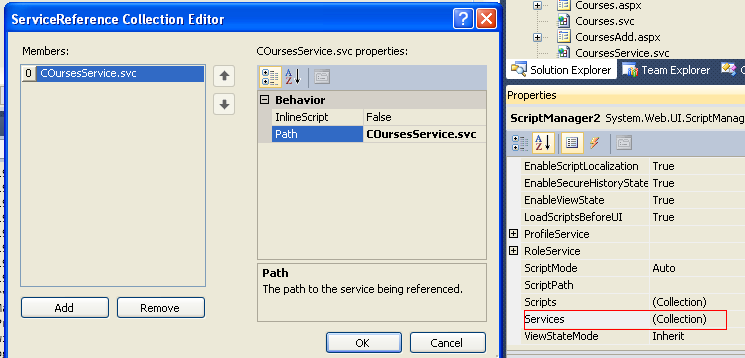 ServiceReference Collection Editor
Members:
0 COursesService.svc
COursesService.svc properties:
Behavior
InlineScript False
Path COursesService.svc
Path
The path to the service being referenced.
Add Remove
OK Cancel
Courses.aspx
Courses.svc
CoursesAdd.aspx
CoursesService.svc
Solution Explorer Team Explorer
Properties
ScriptManager2 System.Web.UI.ScriptManag
EnableScriptLocalization True
EnableSecureHistoryState True
EnableViewState True
LoadScriptsBeforeUI True
ProfileService
RoleService
ScriptMode Auto
ScriptPath
Scripts (Collection)
Services (Collection)
ViewStateMode Inherit